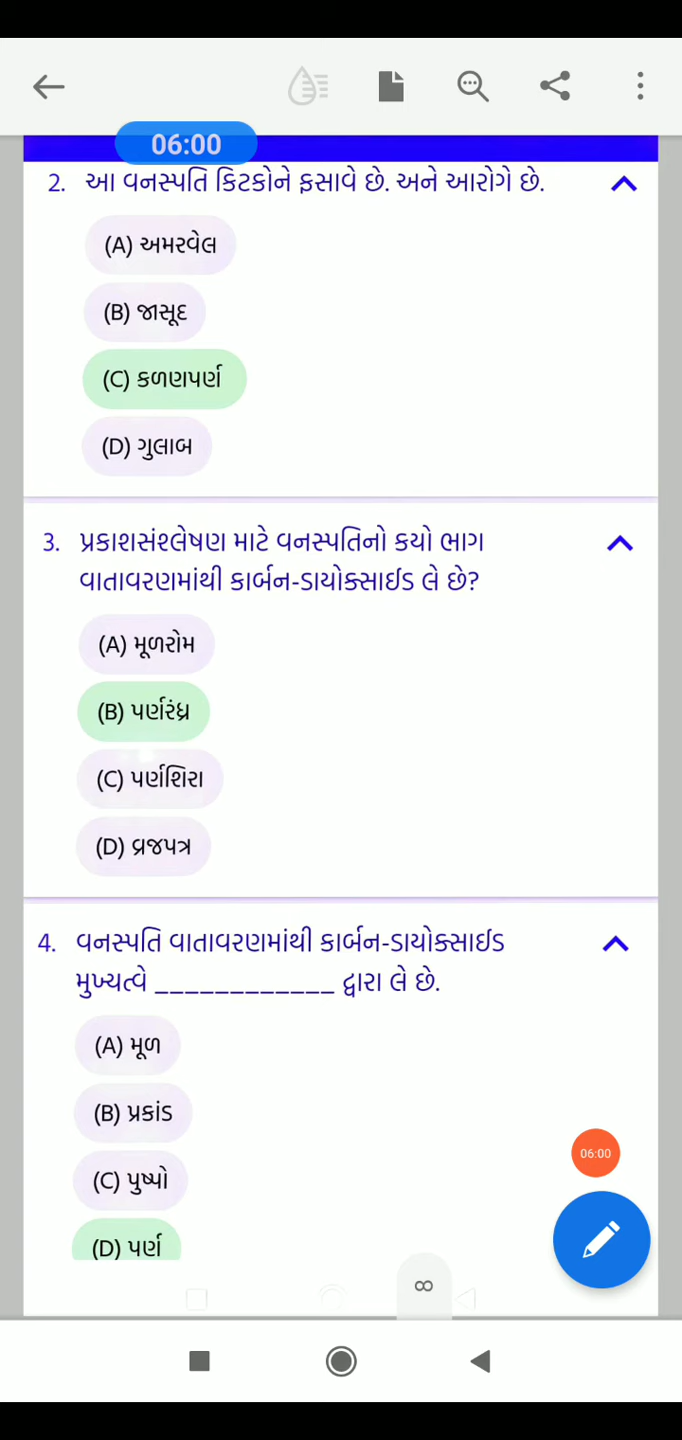 06:00
2. આ વનસ્પતિ કિટકોને ફસાવે છે. અને આરોગે છે.
(A) અમરવેલ
(B) જાસૂદ
(C) કળણપર્ણ
(D) ગુલાબ
3. પ્રકાશસંશ્લેષણ માટે વનસ્પતિનો કયો ભાગ
વાતાવરણમાંથી કાર્બન-ડાયોક્સાઈડ લે છે?
(A) મૂળરોમ
(B) પર્ણરંધ્ર
(C) પર્ણશિરા
(D) વ્રજપત્ર
4. વનસ્પતિ વાતાવરણમાંથી કાર્બન-ડાયોક્સાઈડ
મુખ્યત્વે ____________ દ્વારા લે છે.
(A) મૂળ
(B) પ્રકાંડ
(C) પુષ્પો
06:00
(D) પર્ણ
8